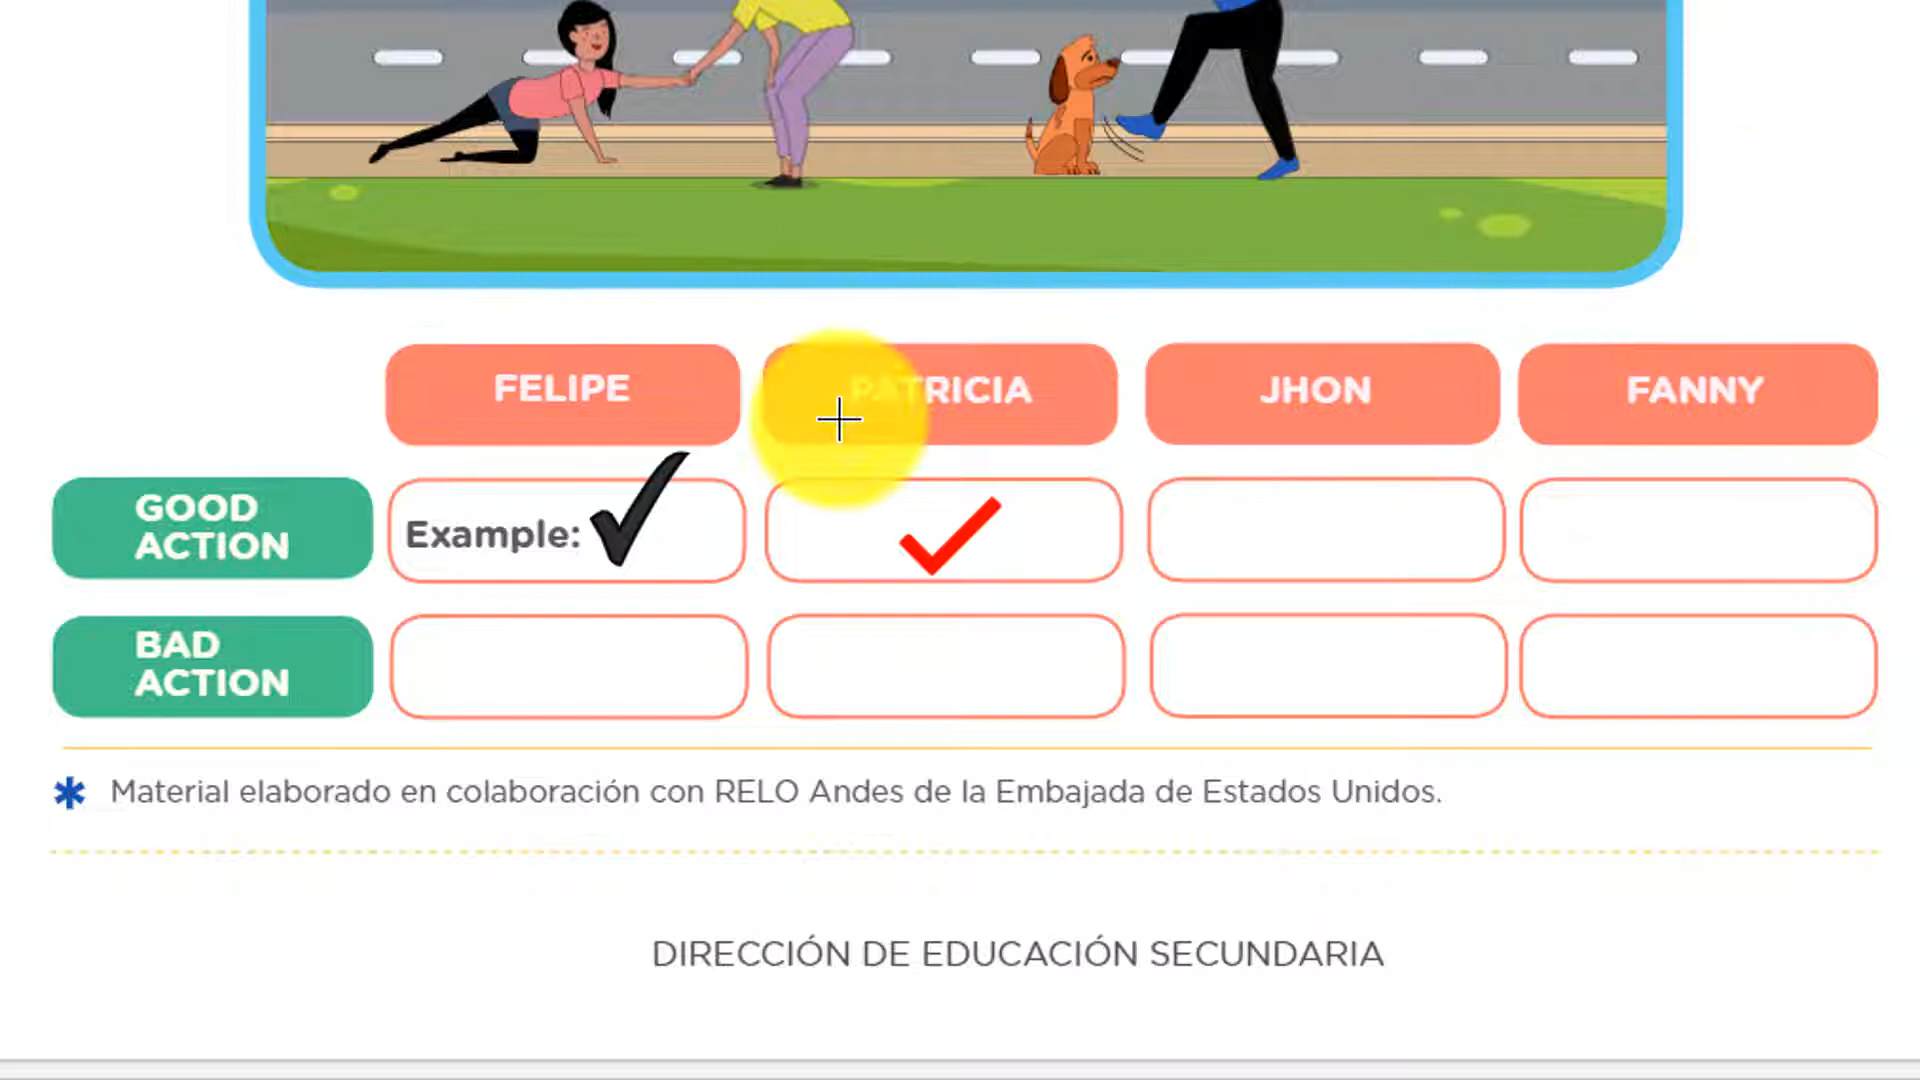 FELIPE PATRICIA JHON FANNY
GOOD
ACTION
Example:
BAD
ACTION
* Material elaborado en colaboración con RELO Andes de la Embajada de Estados Unidos.
DIRECCIÓN DE EDUCACIÓN SECUNDARIA